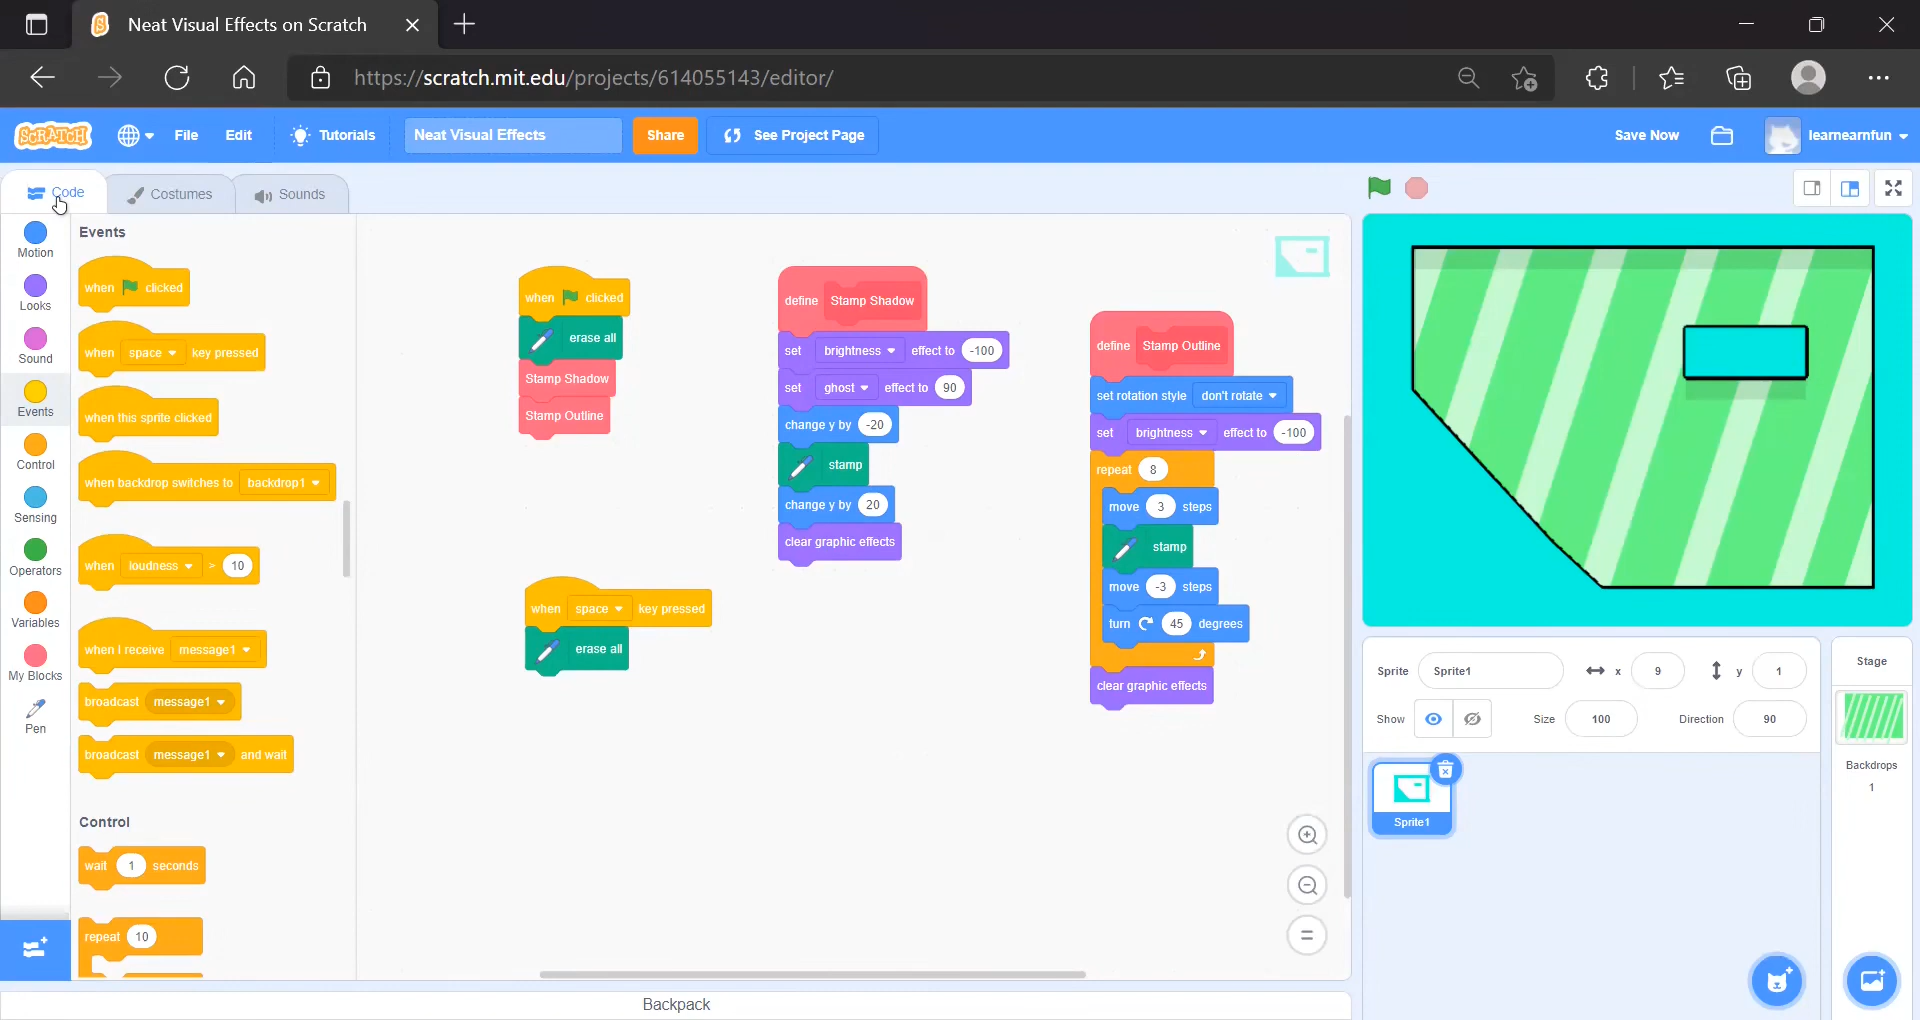 Neat Visual Effects on Scratch
https://scratch.mit.edu/projects/614055143/editor/
SCRATCH File Edit Tutorials Neat Visual Effects Share See Project Page Save Now learnearnfun
Code Costumes Sounds
Motion
Looks
Sound
Events
Control
Sensing
Operators
Variables
My Blocks
Pen
Events
when clicked
when space key pressed
when this sprite clicked
when backdrop switches to backdrop1
when loudness > 10
when I receive message1
broadcast message1
broadcast message1 and wait
Control
wait 1 seconds
repeat 10
when clicked
erase all
Stamp Shadow
Stamp Outline
when space key pressed
erase all
define Stamp Shadow
set brightness effect to -100
set ghost effect to 90
change y by -20
stamp
change y by 20
clear graphic effects
define Stamp Outline
set rotation style don't rotate
set brightness effect to -100
repeat 8
move 3 steps
stamp
move -3 steps
turn 45 degrees
clear graphic effects
Sprite Sprite1 x 9 y 1
Show Size 100 Direction 90
Sprite1
Stage
Backdrops
1
Backpack